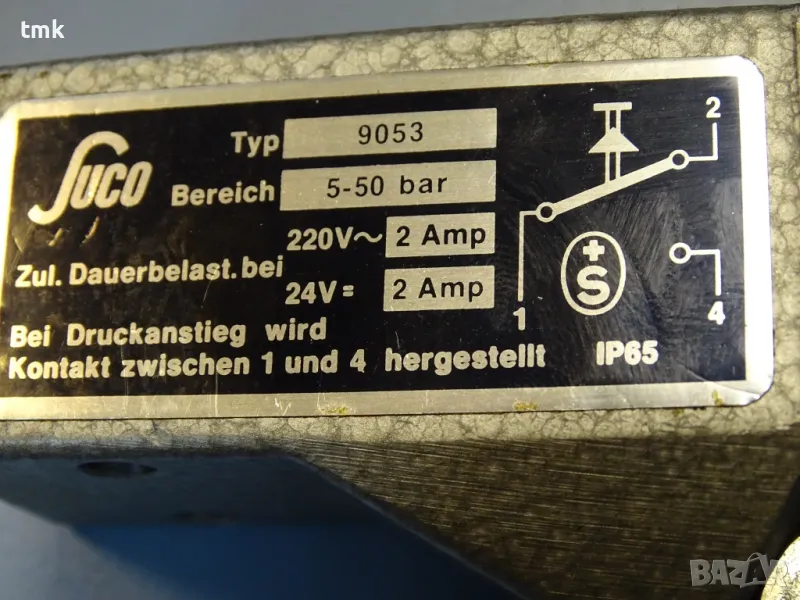 tmk
SUCO
Typ 9053
Bereich 5-50 bar
220V~ 2 Amp
Zul. Dauerbelast. bei
24V= 2 Amp
Bei Druckanstieg wird
Kontakt zwischen 1 und 4 hergestellt
2
1
4
+
S
IP65
BAZAR